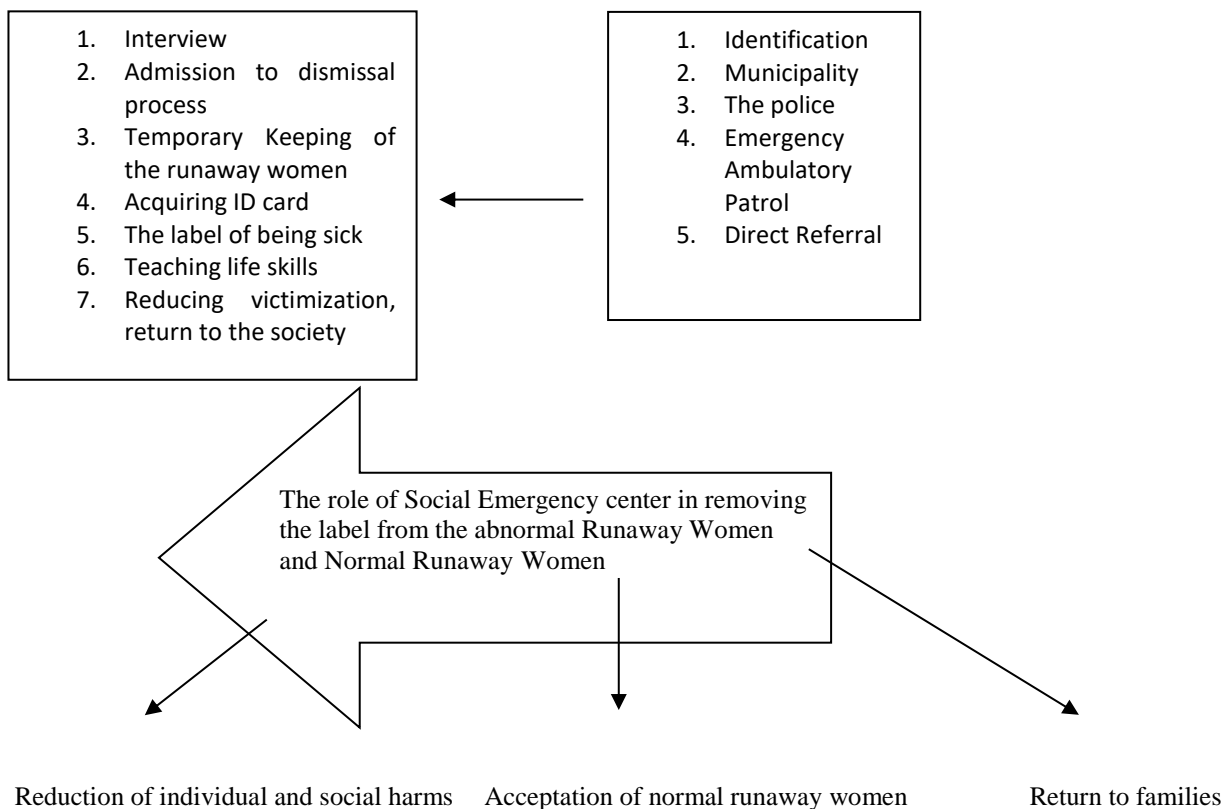 1. Interview
2. Admission to dismissal
process
3. Temporary Keeping of
the runaway women
4. Acquiring ID card
5. The label of being sick
6. Teaching life skills
7. Reducing victimization,
return to the society
1. Identification
2. Municipality
3. The police
4. Emergency
Ambulatory
Patrol
5. Direct Referral
The role of Social Emergency center in removing
the label from the abnormal Runaway Women
and Normal Runaway Women
Reduction of individual and social harms Acceptation of normal runaway women Return to families